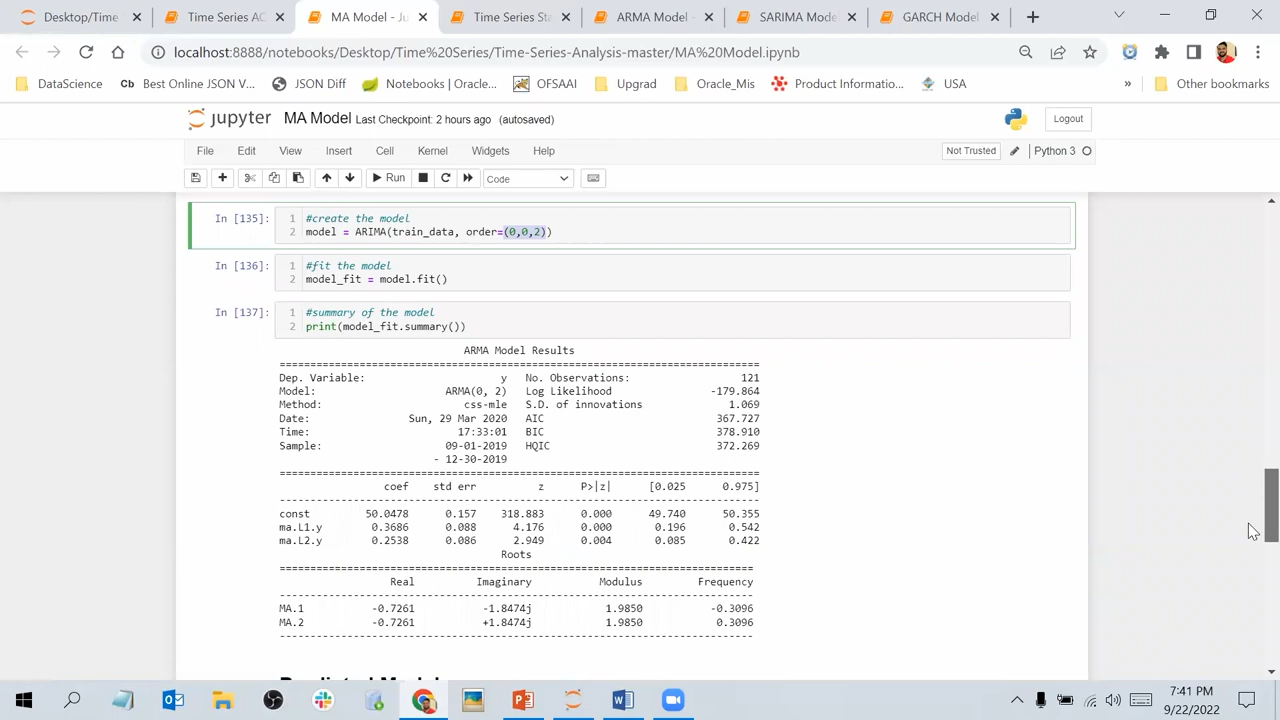 Desktop/Time
Time Series AC
MA Model - Ju
Time Series Sta
ARMA Model -
SARIMA Mode
GARCH Model
localhost:8888/notebooks/Desktop/Time%20Series/Time-Series-Analysis-master/MA%20Model.ipynb
DataScience
Cb Best Online JSON V...
JSON Diff
Notebooks | Oracle...
OFSAAI
Upgrad
Oracle_Mis
Product Informatio...
USA
»
Other bookmarks
jupyter MA Model Last Checkpoint: 2 hours ago (autosaved)
Logout
File Edit View Insert Cell Kernel Widgets Help
Not Trusted
Python 3
Run
Code
In [135]:
1 #create the model
2 model = ARIMA(train_data, order=(0,0,2))
In [136]:
1 #fit the model
2 model_fit = model.fit()
In [137]:
1 #summary of the model
2 print(model_fit.summary())
ARMA Model Results
==============================================================================
Dep. Variable: y No. Observations: 121
Model: ARMA(0, 2) Log Likelihood -179.864
Method: css-mle S.D. of innovations 1.069
Date: Sun, 29 Mar 2020 AIC 367.727
Time: 17:33:01 BIC 378.910
Sample: 09-01-2019 HQIC 372.269
- 12-30-2019
==============================================================================
coef std err z P>|z| [0.025 0.975]
------------------------------------------------------------------------------
const 50.0478 0.157 318.883 0.000 49.740 50.355
ma.L1.y 0.3686 0.088 4.176 0.000 0.196 0.542
ma.L2.y 0.2538 0.086 2.949 0.004 0.085 0.422
Roots
=============================================================================
Real Imaginary Modulus Frequency
-----------------------------------------------------------------------------
MA.1 -0.7261 -1.8474j 1.9850 -0.3096
MA.2 -0.7261 +1.8474j 1.9850 0.3096
-----------------------------------------------------------------------------
Predicted Model
7:41 PM
9/22/2022